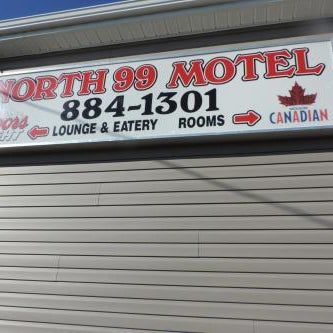 NORTH 99 MOTEL
884-1301
LOUNGE & EATERY ROOMS
CANADIAN